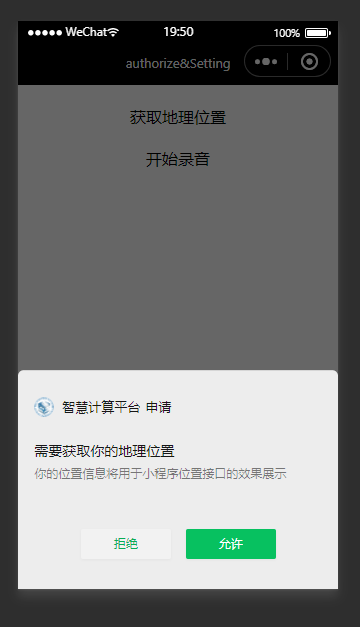 WeChat 19:50 100%
authorize&Setting
获取地理位置
开始录音
智慧计算平台 申请
需要获取你的地理位置
你的位置信息将用于小程序位置接口的效果展示
拒绝 允许